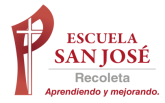 ESCUELA
SAN JOSÉ
Recoleta
Aprendiendo y mejorando.